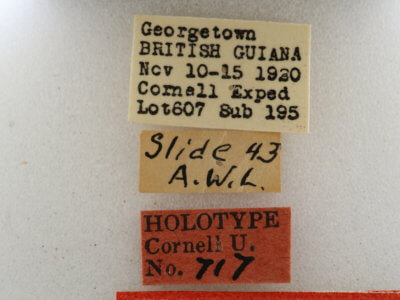 Georgetown
BRITISH GUIANA
Nov 10-15 1920
Cornell Exped
Lot607 Sub 195
Slide 43
A.W.L.
HOLOTYPE
Cornell U.
No. 717